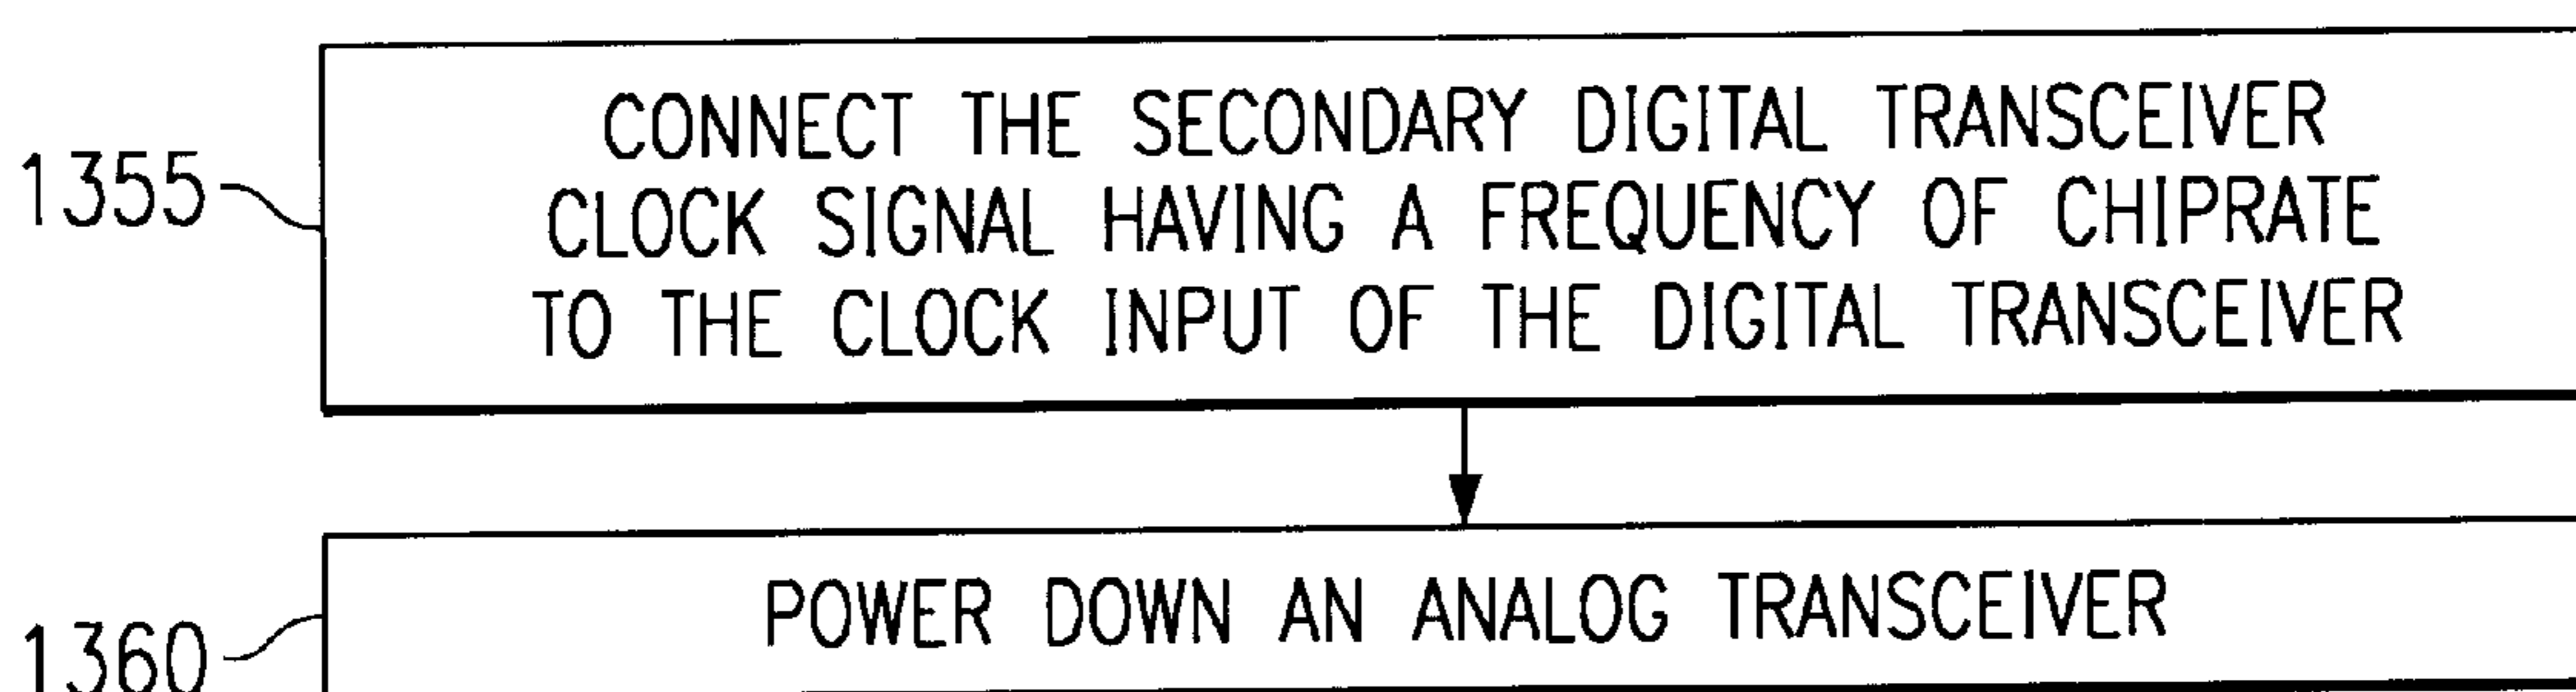 CONNECT THE SECONDARY DIGITAL TRANSCEIVER
1355 CLOCK SIGNAL HAVING A FREQUENCY OF CHIPRATE
TO THE CLOCK INPUT OF THE DIGITAL TRANSCEIVER
POWER DOWN AN ANALOG TRANSCEIVER
1360